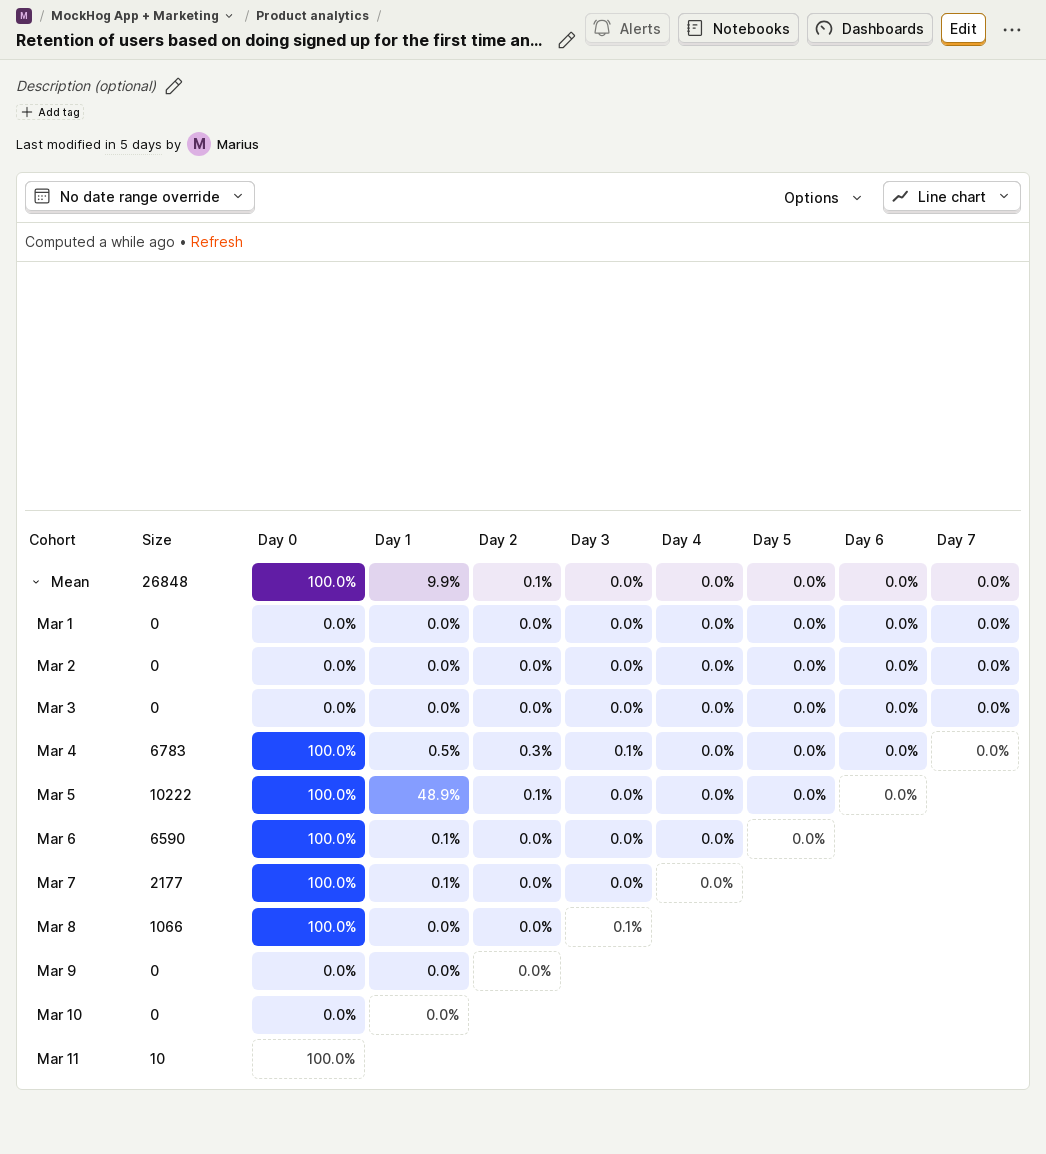 M / MockHog App + Marketing / Product analytics /
Retention of users based on doing signed up for the first time an...
Alerts
Notebooks
Dashboards
Edit
Description (optional)
Add tag
Last modified in 5 days by M Marius
No date range override
Options
Line chart
Computed a while ago • Refresh
Cohort Size Day 0 Day 1 Day 2 Day 3 Day 4 Day 5 Day 6 Day 7
Mean 26848 100.0% 9.9% 0.1% 0.0% 0.0% 0.0% 0.0% 0.0%
Mar 1 0 0.0% 0.0% 0.0% 0.0% 0.0% 0.0% 0.0% 0.0%
Mar 2 0 0.0% 0.0% 0.0% 0.0% 0.0% 0.0% 0.0% 0.0%
Mar 3 0 0.0% 0.0% 0.0% 0.0% 0.0% 0.0% 0.0% 0.0%
Mar 4 6783 100.0% 0.5% 0.3% 0.1% 0.0% 0.0% 0.0% 0.0%
Mar 5 10222 100.0% 48.9% 0.1% 0.0% 0.0% 0.0% 0.0%
Mar 6 6590 100.0% 0.1% 0.0% 0.0% 0.0% 0.0%
Mar 7 2177 100.0% 0.1% 0.0% 0.0% 0.0%
Mar 8 1066 100.0% 0.0% 0.0% 0.1%
Mar 9 0 0.0% 0.0% 0.0%
Mar 10 0 0.0% 0.0%
Mar 11 10 100.0%